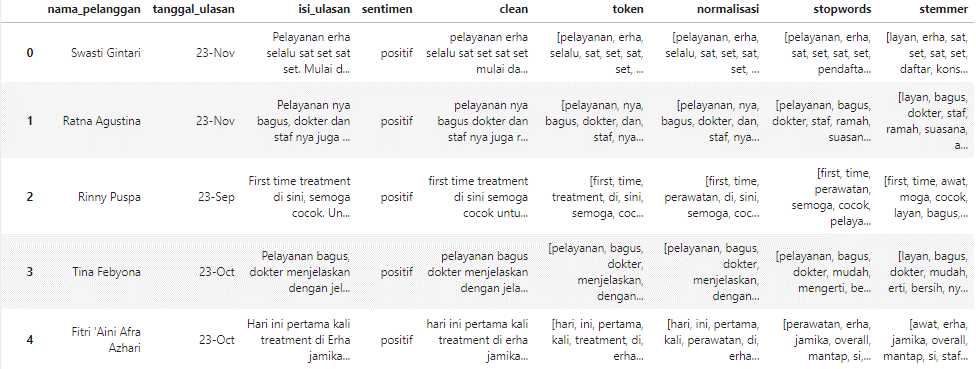 nama_pelanggan tanggal_ulasan isi_ulasan sentimen clean token normalisasi stopwords stemmer
0 Swasti Gintari 23-Nov Pelayanan erha selalu sat set sat set. Mulai d... positif pelayanan erha selalu sat set sat set mulai da... [pelayanan, erha, selalu, sat, set, sat, set, ... [pelayanan, erha, selalu, sat, set, sat, set, ... [pelayanan, erha, sat, set, sat, set, pendafta... [layan, erha, sat, set, sat, set, daftar, kons...
1 Ratna Agustina 23-Nov Pelayanan nya bagus, dokter dan staf nya juga ... positif pelayanan nya bagus dokter dan staf nya juga r... [pelayanan, nya, bagus, dokter, dan, staf, nya... [pelayanan, nya, bagus, dokter, dan, staf, nya... [pelayanan, bagus, dokter, staf, ramah, suasan... [layan, bagus, dokter, staf, ramah, suasana, a...
2 Rinny Puspa 23-Sep First time treatment di sini, semoga cocok. Un... positif first time treatment di sini semoga cocok untu... [first, time, treatment, di, sini, semoga, coc... [first, time, perawatan, di, sini, semoga, coc... [first, time, perawatan, semoga, cocok, pelaya... [first, time, awat, moga, cocok, layan, bagus,...
3 Tina Febyona 23-Oct Pelayanan bagus, dokter menjelaskan dengan jel... positif pelayanan bagus dokter menjelaskan dengan jela... [pelayanan, bagus, dokter, menjelaskan, dengan... [pelayanan, bagus, dokter, menjelaskan, dengan... [pelayanan, bagus, dokter, mudah, mengerti, be... [layan, bagus, dokter, mudah, erti, bersih, ny...
4 Fitri 'Aini Afra Azhari 23-Oct Hari ini pertama kali treatment di Erha jamika... positif hari ini pertama kali treatment di erha jamika... [hari, ini, pertama, kali, treatment, di, erha... [hari, ini, pertama, kali, perawatan, di, erha... [perawatan, erha, jamika, overall, mantap, si,... [awat, erha, jamika, overall, mantap, si, staf...